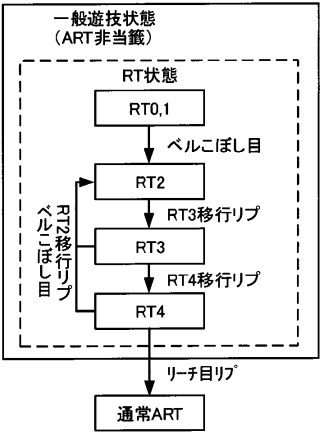 一般遊技状態
(ART非当籤)
RT状態
RT0,1
ベルこぼし目
RT2
RT3移行リプ
RT3
RT4移行リプ
RT4
RT2移行リプ
ベルこぼし目
リーチ目リプ
通常ART